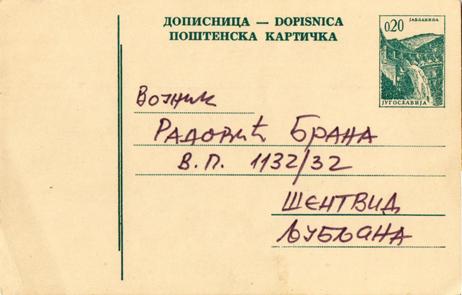 ДОПИСНИЦА — DOPISNICA
ПОШТЕНСКА КАРТИЧКА
ЈАБЛАНИЦА
0,20
ЈУГОСЛАВИЈА
Војник
Радовић Брана
В.П. 1132/32
Шентвид
Љубљана